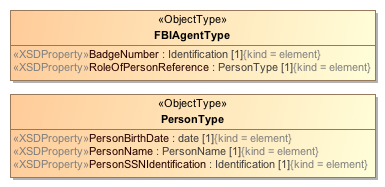 «ObjectType»
FBIAgentType
«XSDProperty»BadgeNumber : Identification [1]{kind = element}
«XSDProperty»RoleOfPersonReference : PersonType [1]{kind = element}
«ObjectType»
PersonType
«XSDProperty»PersonBirthDate : date [1]{kind = element}
«XSDProperty»PersonName : PersonName [1]{kind = element}
«XSDProperty»PersonSSNIdentification : Identification [1]{kind = element}